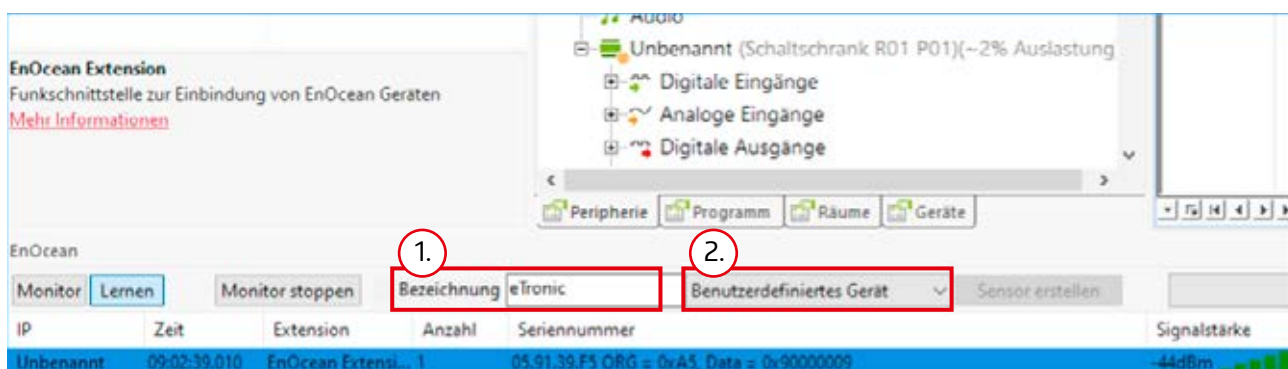 Audio
Unbenannt (Schaltschrank R01 P01)(~2% Auslastung
EnOcean Extension
Funkschnittstelle zur Einbindung von EnOcean Geräten
Mehr Informationen
Digitale Eingänge
Analoge Eingänge
Digitale Ausgänge
Peripherie Programm Räume Geräte
EnOcean
1. 2.
Monitor Lernen Monitor stoppen Bezeichnung eTronic Benutzerdefiniertes Gerät Sensor erstellen
IP Zeit Extension Anzahl Seriennummer Signalstärke
Unbenannt 09:02:39.010 EnOcean Extensi... 1 05.91.39.F5 ORG = 0xA5, Data = 0x90000009 -44dBm